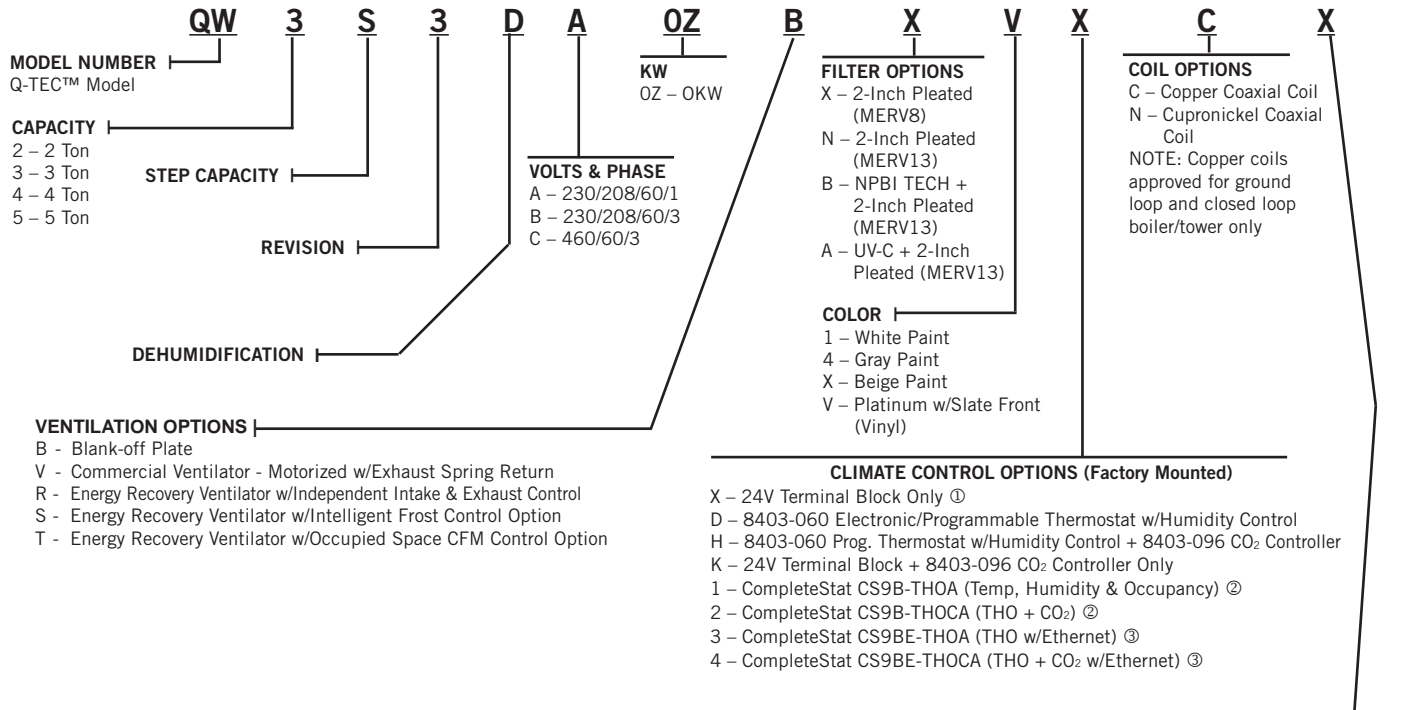 QW 3 S 3 D A 0Z B X V X C X
MODEL NUMBER
Q-TEC™ Model
CAPACITY
2 – 2 Ton
3 – 3 Ton
4 – 4 Ton
5 – 5 Ton
STEP CAPACITY
REVISION
DEHUMIDIFICATION
VOLTS & PHASE
A – 230/208/60/1
B – 230/208/60/3
C – 460/60/3
KW
0Z – OKW
VENTILATION OPTIONS
B - Blank-off Plate
V - Commercial Ventilator - Motorized w/Exhaust Spring Return
R - Energy Recovery Ventilator w/Independent Intake & Exhaust Control
S - Energy Recovery Ventilator w/Intelligent Frost Control Option
T - Energy Recovery Ventilator w/Occupied Space CFM Control Option
FILTER OPTIONS
X – 2-Inch Pleated
(MERV8)
N – 2-Inch Pleated
(MERV13)
B – NPBI TECH +
2-Inch Pleated
(MERV13)
A – UV-C + 2-Inch
Pleated (MERV13)
COLOR
1 – White Paint
4 – Gray Paint
X – Beige Paint
V – Platinum w/Slate Front
(Vinyl)
CLIMATE CONTROL OPTIONS (Factory Mounted)
X – 24V Terminal Block Only ①
D – 8403-060 Electronic/Programmable Thermostat w/Humidity Control
H – 8403-060 Prog. Thermostat w/Humidity Control + 8403-096 CO₂ Controller
K – 24V Terminal Block + 8403-096 CO₂ Controller Only
1 – CompleteStat CS9B-THOA (Temp, Humidity & Occupancy) ②
2 – CompleteStat CS9B-THOCA (THO + CO₂) ②
3 – CompleteStat CS9BE-THOA (THO w/Ethernet) ③
4 – CompleteStat CS9BE-THOCA (THO + CO₂ w/Ethernet) ③
COIL OPTIONS
C – Copper Coaxial Coil
N – Cupronickel Coaxial
Coil
NOTE: Copper coils
approved for ground
loop and closed loop
boiler/tower only